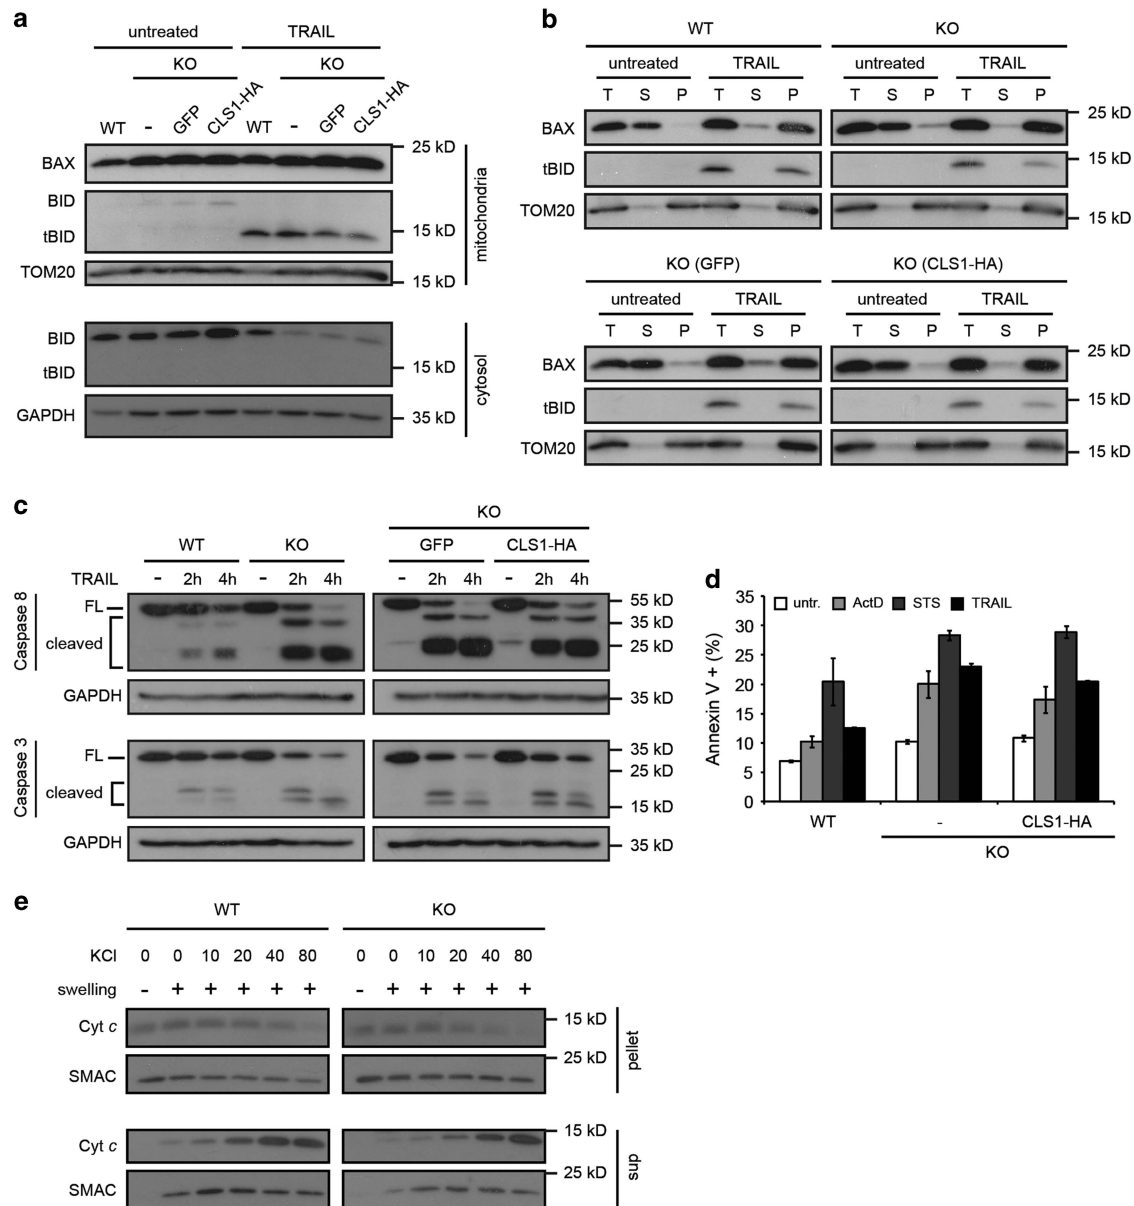 a
untreated TRAIL
KO KO
WT - GFP CLS1-HA WT - GFP CLS1-HA
BAX 25 kD
BID
tBID 15 kD
TOM20 15 kD
mitochondria
BID
tBID 15 kD
GAPDH 35 kD
cytosol
b
WT KO
untreated TRAIL untreated TRAIL
T S P T S P T S P T S P
BAX 25 kD
tBID 15 kD
TOM20 15 kD
KO (GFP) KO (CLS1-HA)
untreated TRAIL untreated TRAIL
T S P T S P T S P T S P
BAX 25 kD
tBID 15 kD
TOM20 15 kD
c
KO
WT KO GFP CLS1-HA
TRAIL - 2h 4h - 2h 4h - 2h 4h - 2h 4h
Caspase 8
FL 55 kD
35 kD
cleaved 25 kD
GAPDH 35 kD
Caspase 3
FL 35 kD
25 kD
cleaved 15 kD
GAPDH 35 kD
d
Annexin V + (%)
untr. ActD STS TRAIL
35
30
25
20
15
10
5
0
WT - CLS1-HA
KO
e
WT KO
KCl 0 0 10 20 40 80 0 0 10 20 40 80
swelling - + + + + + - + + + + +
Cyt c 15 kD
SMAC 25 kD
pellet
Cyt c 15 kD
SMAC 25 kD
sup